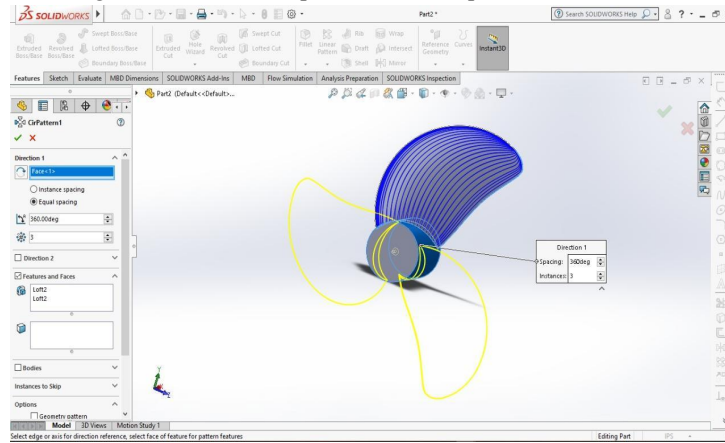 SOLIDWORKS
Part2 *
Search SOLIDWORKS Help
Extruded Boss/Base
Revolved Boss/Base
Swept Boss/Base
Lofted Boss/Base
Boundary Boss/Base
Extruded Cut
Hole Wizard
Revolved Cut
Swept Cut
Lofted Cut
Boundary Cut
Fillet
Linear Pattern
Rib
Draft
Shell
Wrap
Intersect
Mirror
Reference Geometry
Curves
Instant3D
Features
Sketch
Evaluate
MBD Dimensions
SOLIDWORKS Add-Ins
MBD
Flow Simulation
Analysis Preparation
SOLIDWORKS Inspection
Part2 (Default<<Default>...
CirPattern1
Direction 1
Face<1>
Instance spacing
Equal spacing
360.00deg
3
Direction 2
Features and Faces
Loft2
Loft2
Bodies
Instances to Skip
Options
Geometry pattern
Direction 1
Spacing: 360deg
Instances: 3
Model
3D Views
Motion Study 1
Select edge or axis for direction reference, select face of feature for pattern features
Editing Part
IPS